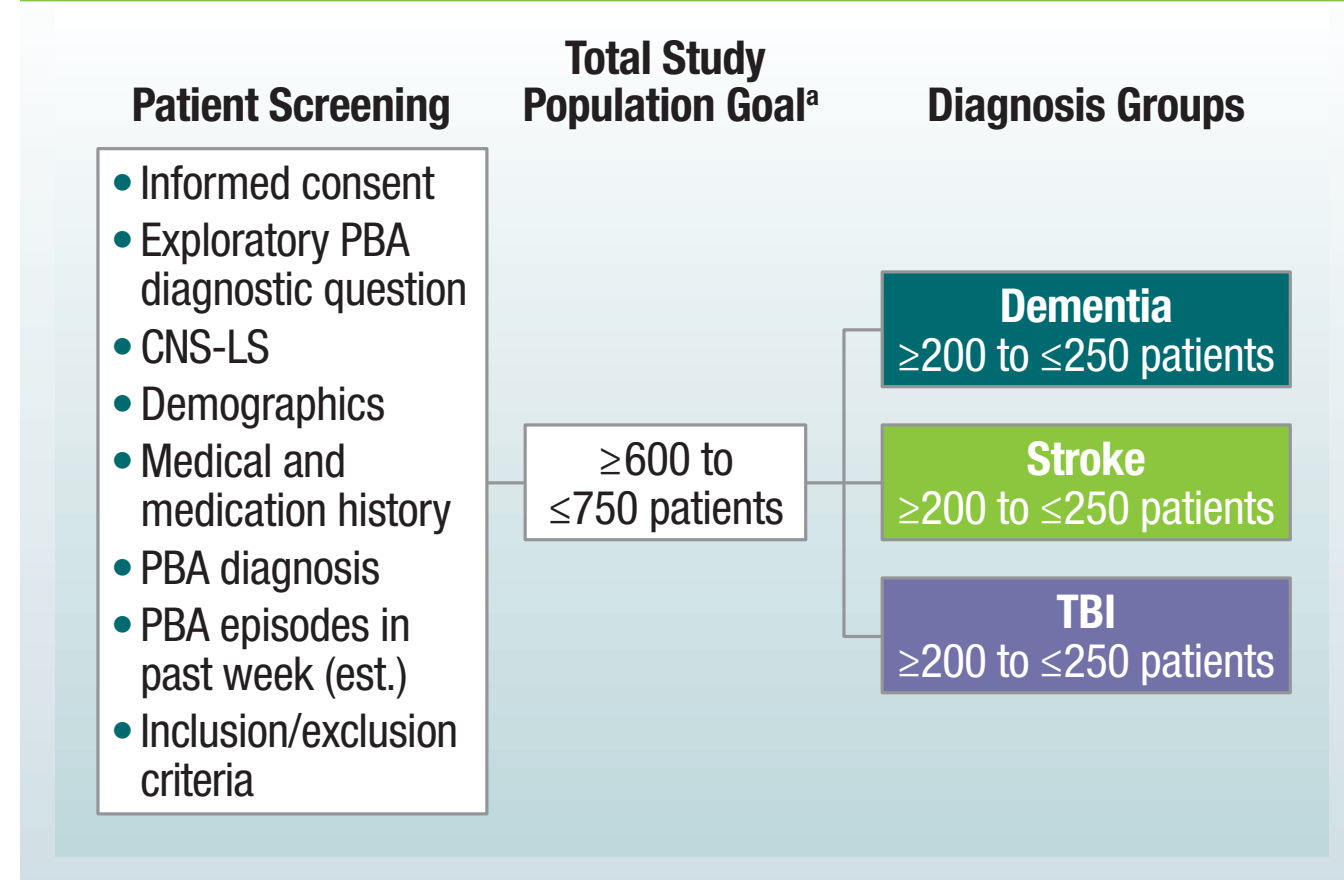 Patient Screening
• Informed consent
• Exploratory PBA
diagnostic question
• CNS-LS
• Demographics
• Medical and
medication history
• PBA diagnosis
• PBA episodes in
past week (est.)
• Inclusion/exclusion
criteria
Total Study
Population Goalᵃ
≥600 to
≤750 patients
Diagnosis Groups
Dementia
≥200 to ≤250 patients
Stroke
≥200 to ≤250 patients
TBI
≥200 to ≤250 patients